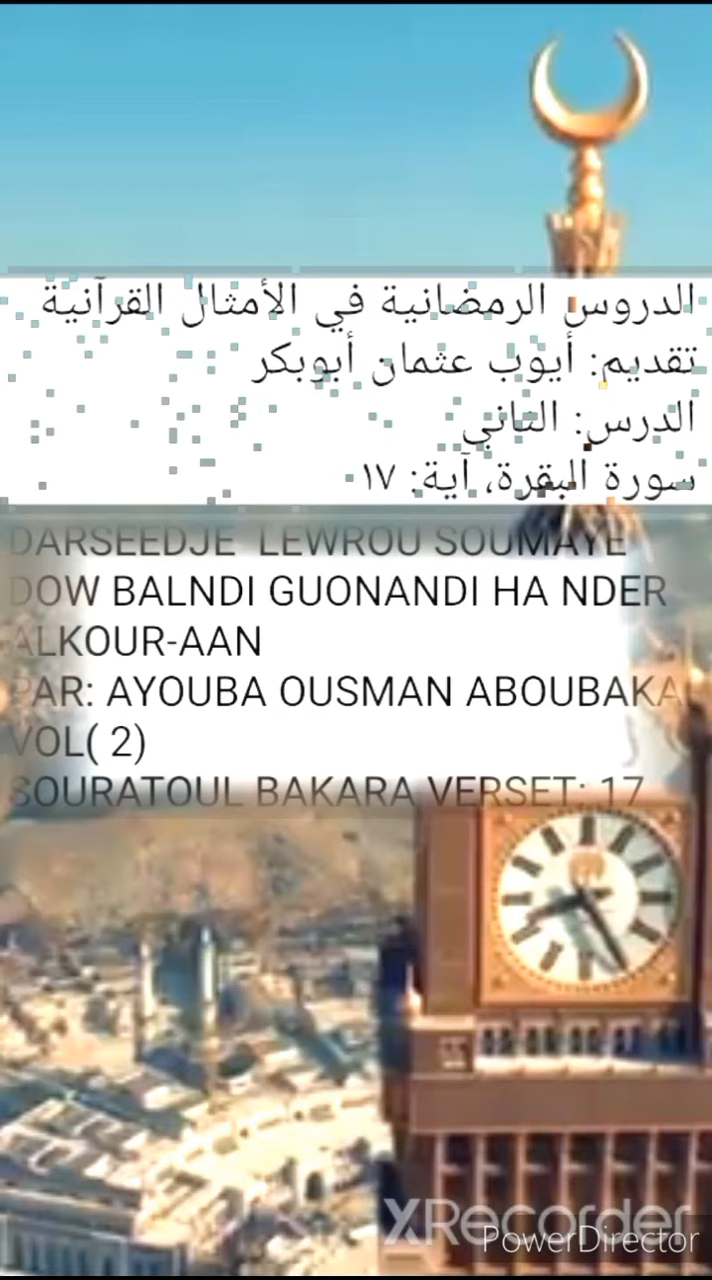 الدروس الرمضانية في الأمثال القرآنية
تقديم: أيوب عثمان أبوبكر
الدرس: الثاني
سورة البقرة، آية: ١٧
DARSEEDJE LEWROU SOUMAYE
DOW BALNDI GUONANDI HA NDER
ALKOUR-AAN
PAR: AYOUBA OUSMAN ABOUBAKA
VOL( 2)
SOURATOUL BAKARA VERSET: 17
XRecorder
PowerDirector